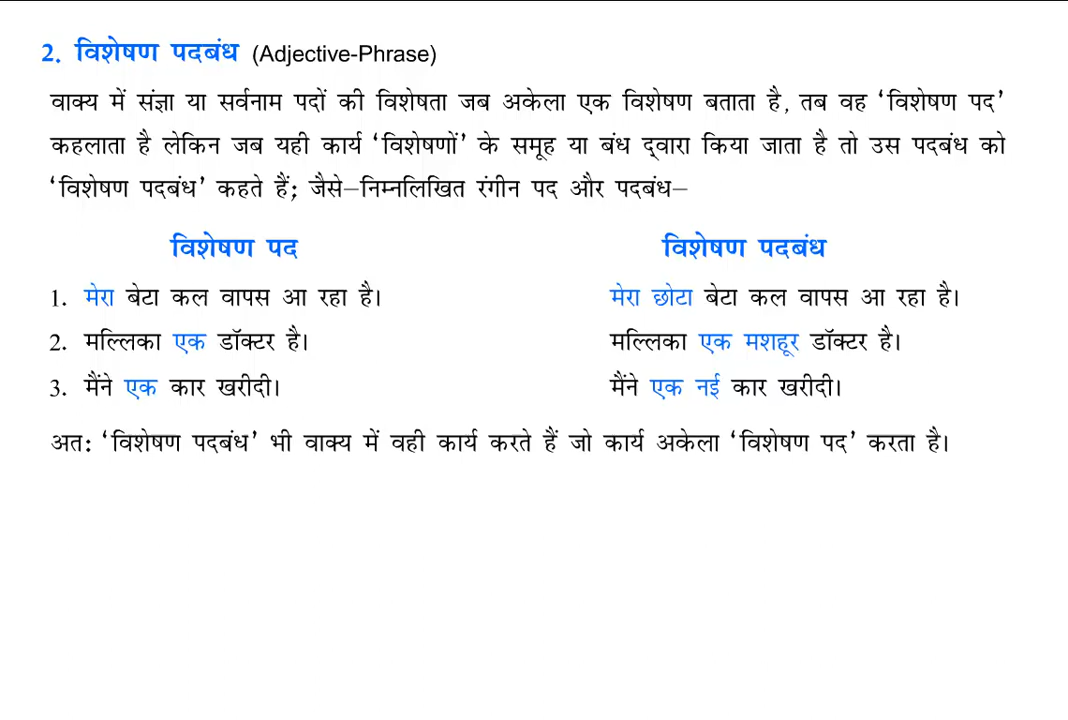 2. विशेषण पदबंध (Adjective-Phrase)
वाक्य में संज्ञा या सर्वनाम पदों की विशेषता जब अकेला एक विशेषण बताता है, तब वह ‘विशेषण पद’
कहलाता है लेकिन जब यही कार्य ‘विशेषणों’ के समूह या बंध द्‌वारा किया जाता है तो उस पदबंध को
‘विशेषण पदबंध’ कहते हैं; जैसे–निम्नलिखित रंगीन पद और पदबंध–
विशेषण पद विशेषण पदबंध
1. मेरा बेटा कल वापस आ रहा है। मेरा छोटा बेटा कल वापस आ रहा है।
2. मल्लिका एक डॉक्टर है। मल्लिका एक मशहूर डॉक्टर है।
3. मैंने एक कार खरीदी। मैंने एक नई कार खरीदी।
अत: ‘विशेषण पदबंध’ भी वाक्य में वही कार्य करते हैं जो कार्य अकेला ‘विशेषण पद’ करता है।